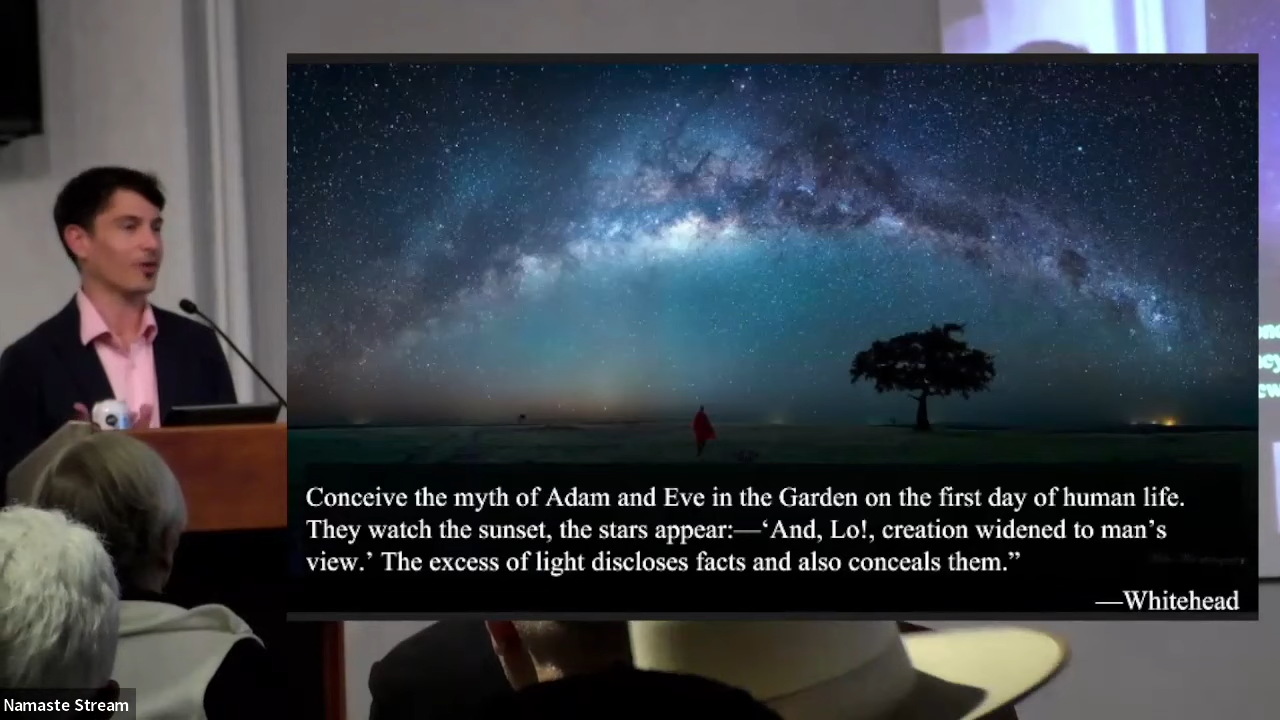 Conceive the myth of Adam and Eve in the Garden on the first day of human life.
They watch the sunset, the stars appear:—‘And, Lo!, creation widened to man’s
view.’ The excess of light discloses facts and also conceals them.”
—Whitehead
Namaste Stream